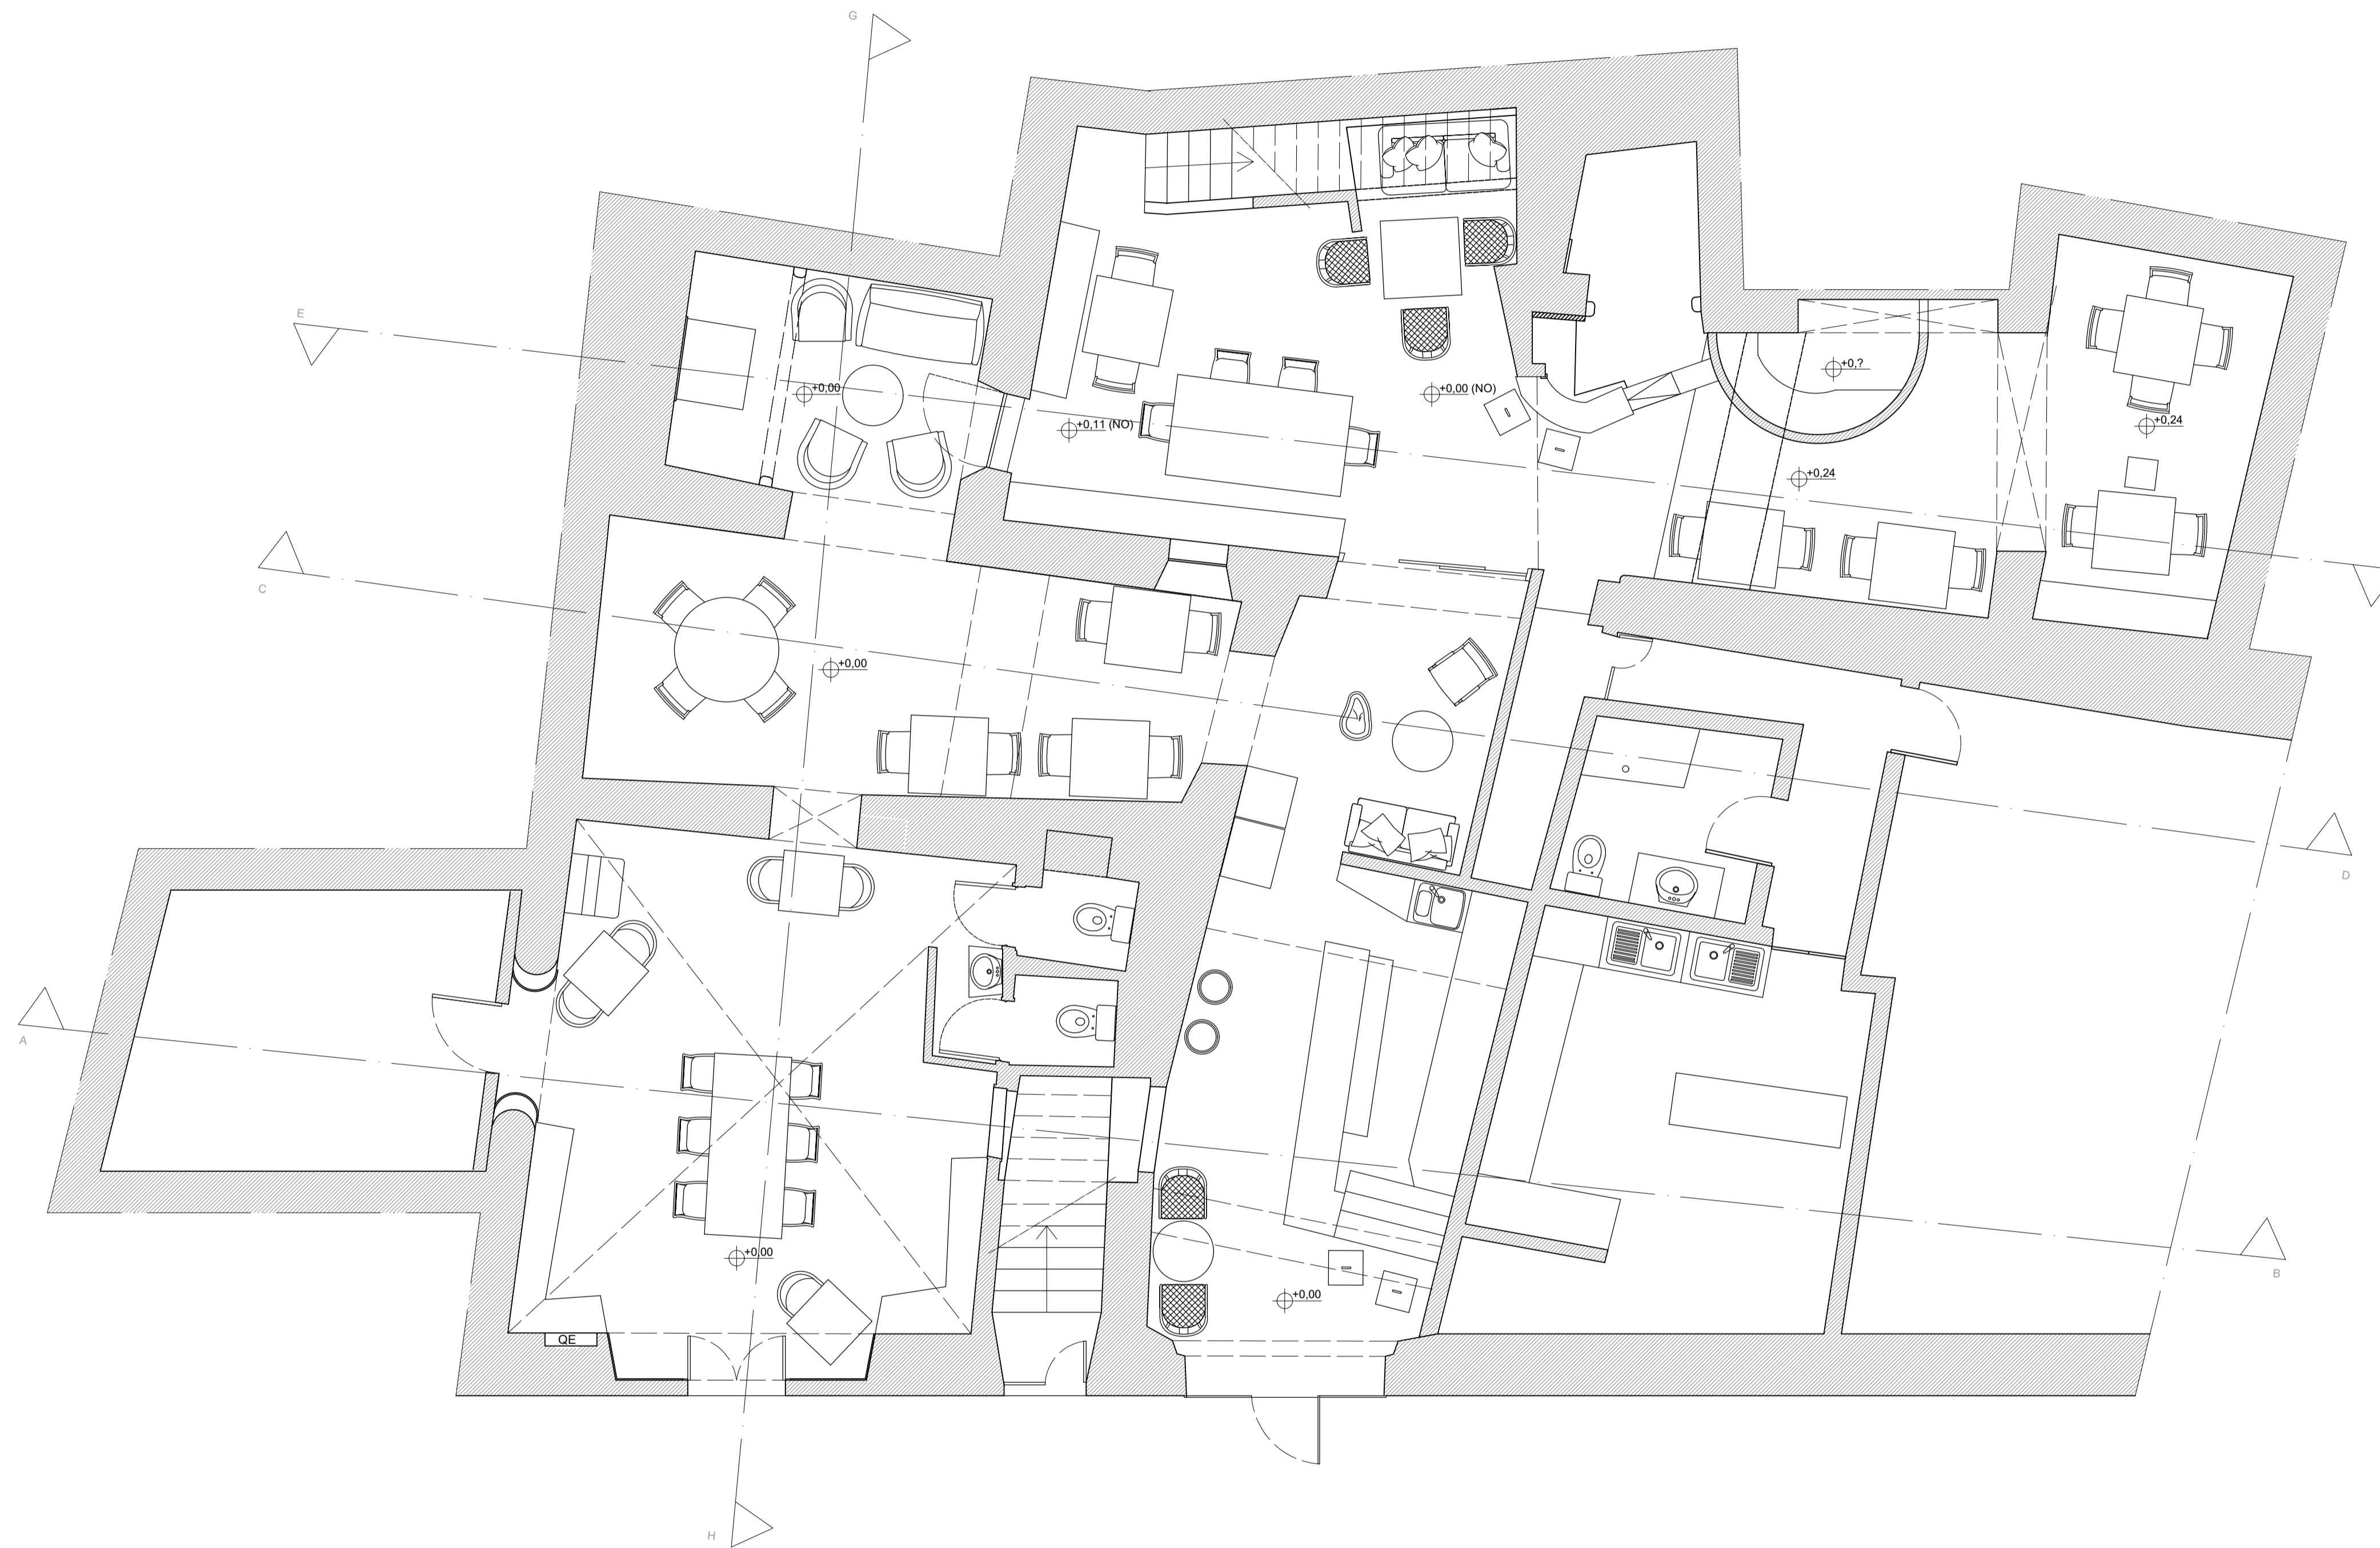 G
E
+0,00
+0,11 (NO)
+0,00 (NO)
+0,?
+0,24
+0,24
C
+0,00
D
A
+0,00
B
+0,00
QE
H